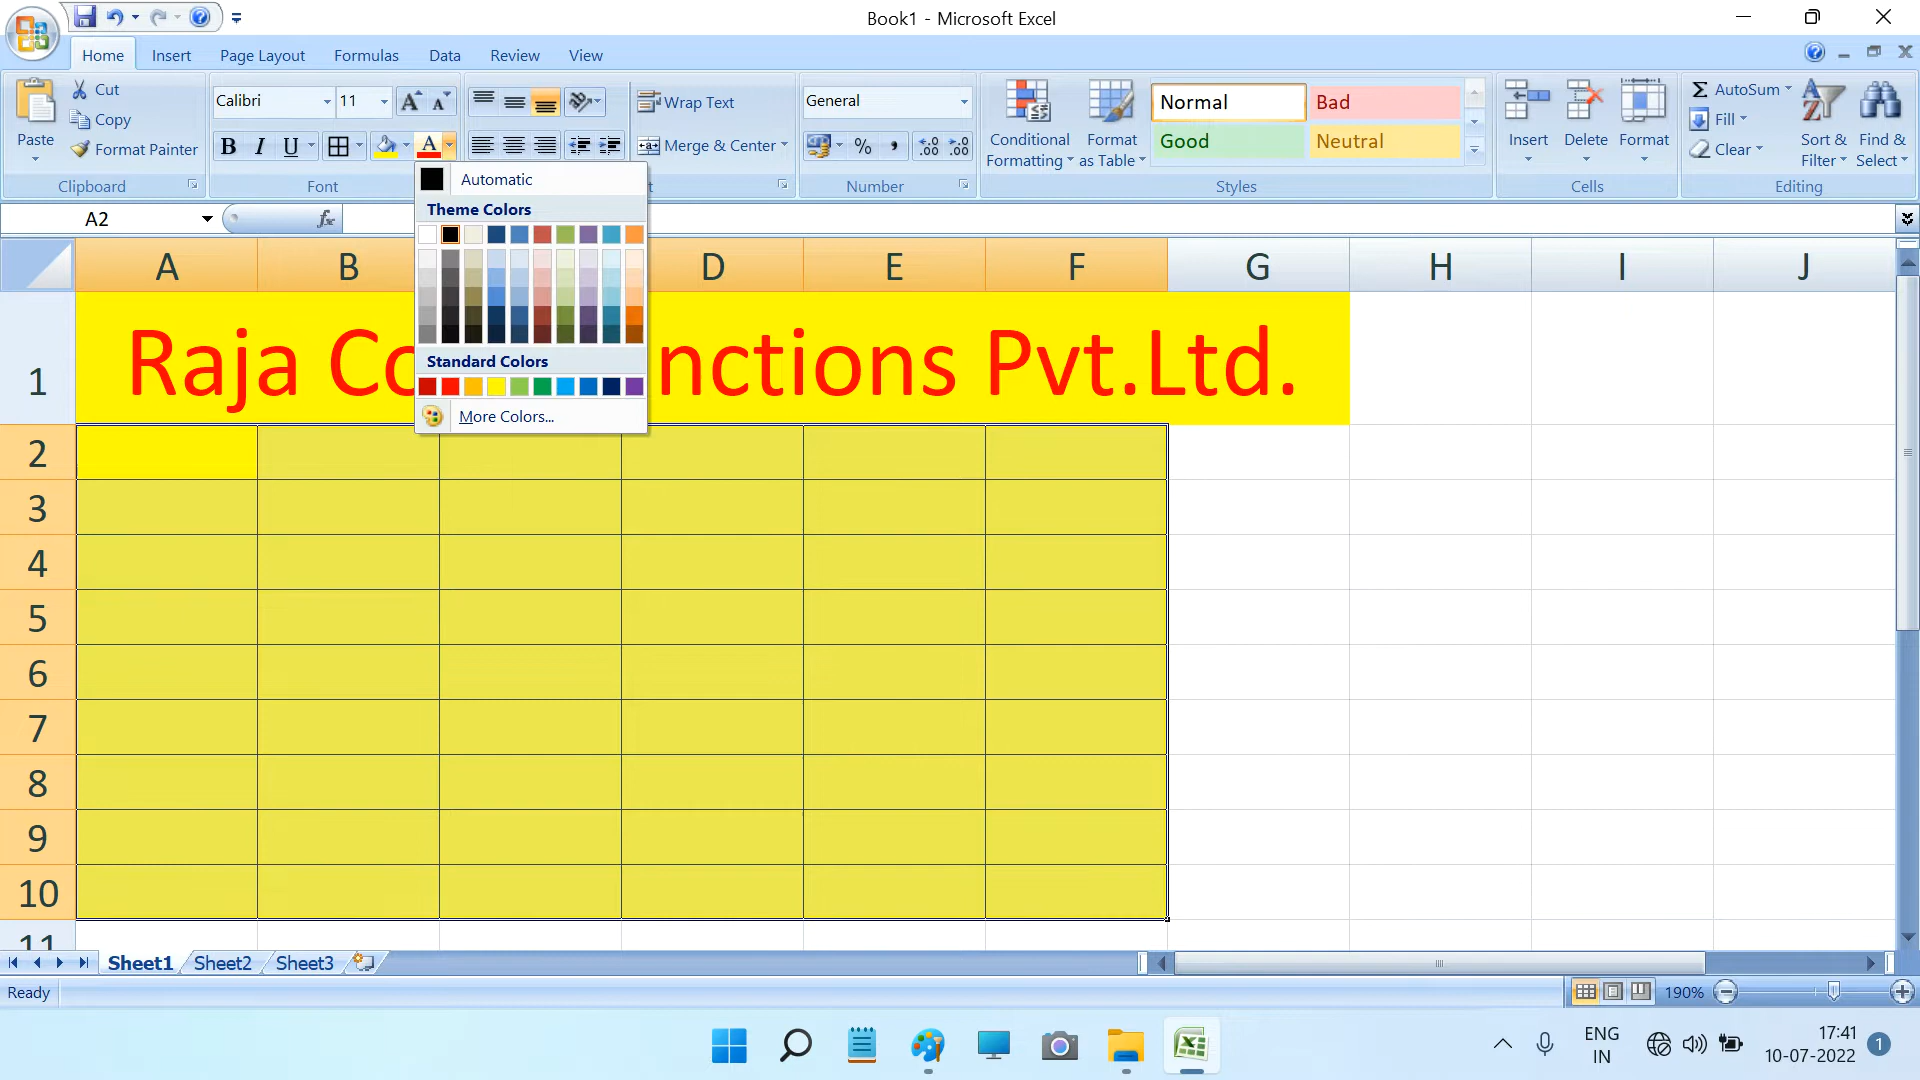 Book1 - Microsoft Excel
Home Insert Page Layout Formulas Data Review View
Paste
Cut
Copy
Format Painter
Clipboard
Calibri 11
B I U A
Font
Wrap Text
Merge & Center
General
%
Number
Conditional Formatting
Format as Table
Normal Bad
Good Neutral
Styles
Insert Delete Format
Cells
Σ AutoSum
Fill
Clear
Sort & Filter
Find & Select
Editing
A2 fx
Automatic
Theme Colors
Standard Colors
More Colors...
A B D E F G H I J
1 Raja Co nctions Pvt.Ltd.
2
3
4
5
6
7
8
9
10
11
Sheet1 Sheet2 Sheet3
Ready 190%
ENG
IN
17:41
10-07-2022
1